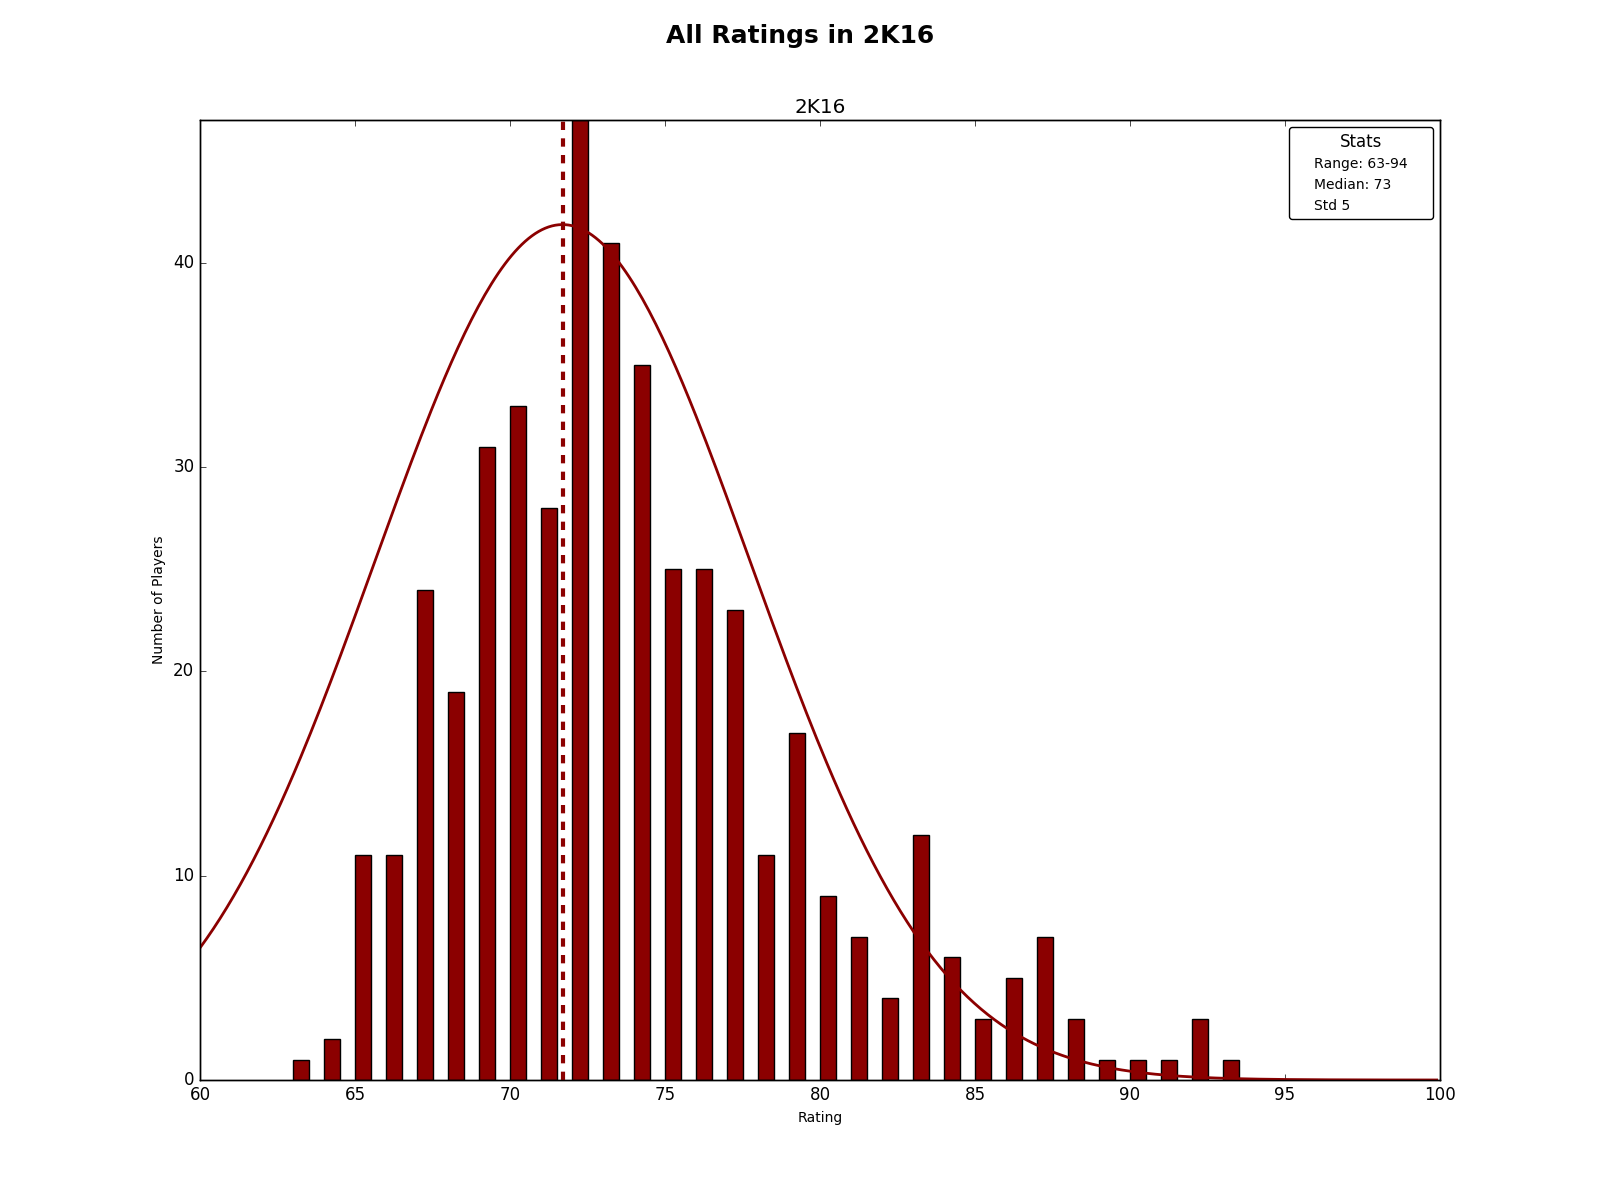 All Ratings in 2K16
2K16
Stats
Range: 63-94
Median: 73
Std 5
40
30
20
10
0
Number of Players
60 65 70 75 80 85 90 95 100
Rating